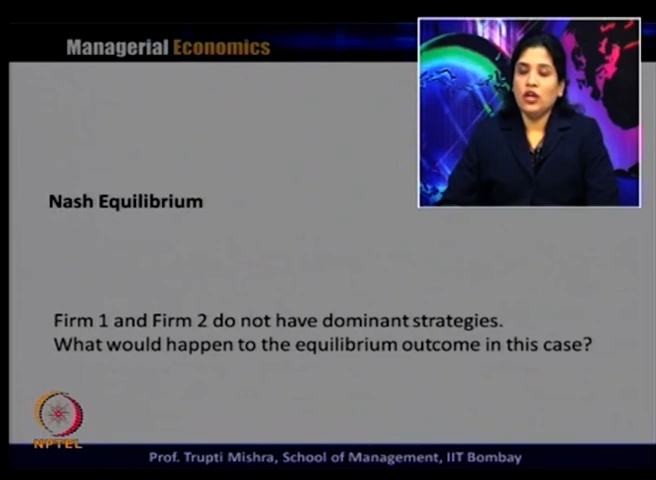 Managerial Economics
Nash Equilibrium
Firm 1 and Firm 2 do not have dominant strategies.
What would happen to the equilibrium outcome in this case?
NPTEL
Prof. Trupti Mishra, School of Management, IIT Bombay